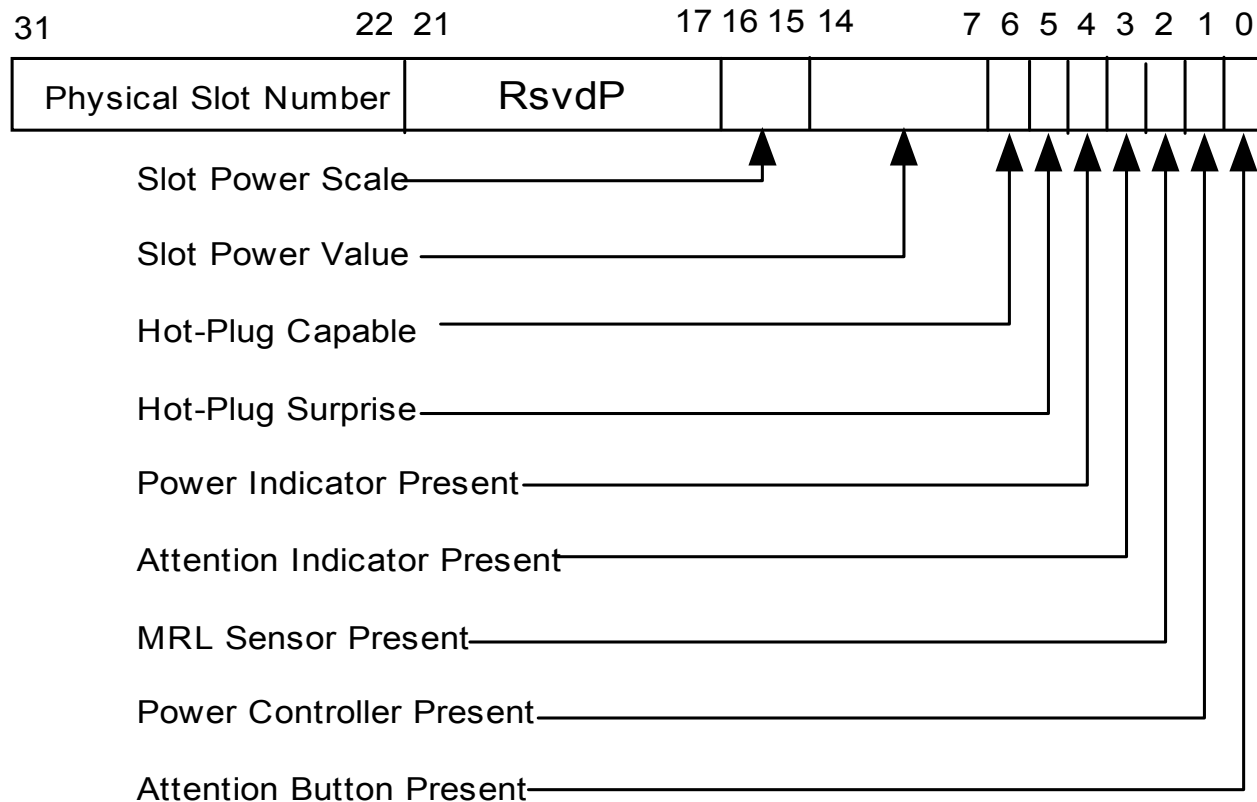 31 22 21 17 16 15 14 7 6 5 4 3 2 1 0
Physical Slot Number RsvdP
Slot Power Scale
Slot Power Value
Hot-Plug Capable
Hot-Plug Surprise
Power Indicator Present
Attention Indicator Present
MRL Sensor Present
Power Controller Present
Attention Button Present